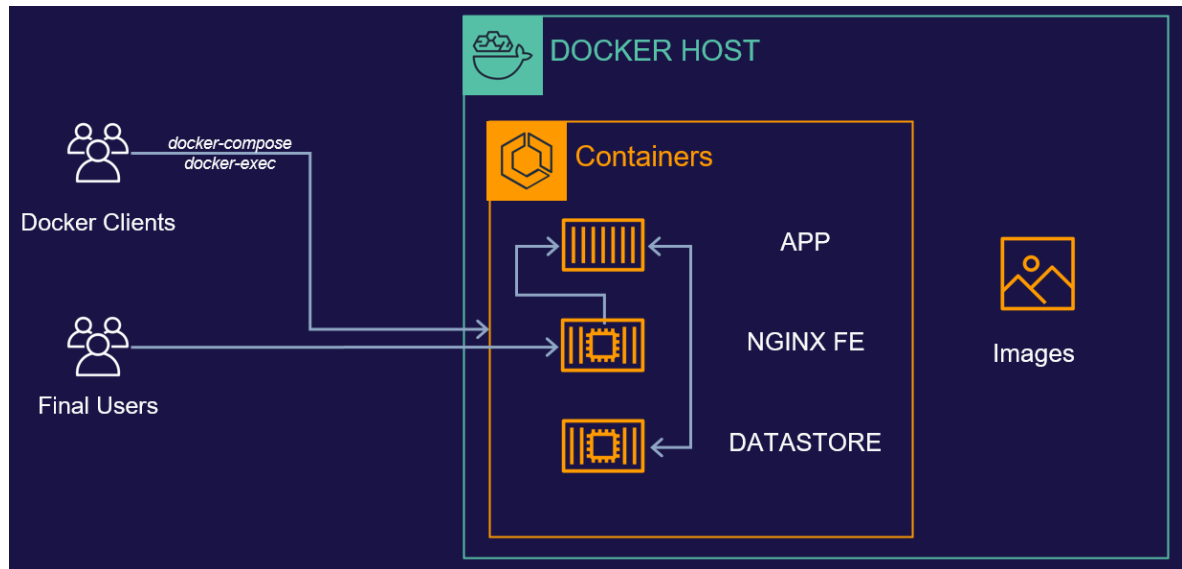 DOCKER HOST
docker-compose
docker-exec
Containers
Docker Clients
APP
NGINX FE
Images
Final Users
DATASTORE